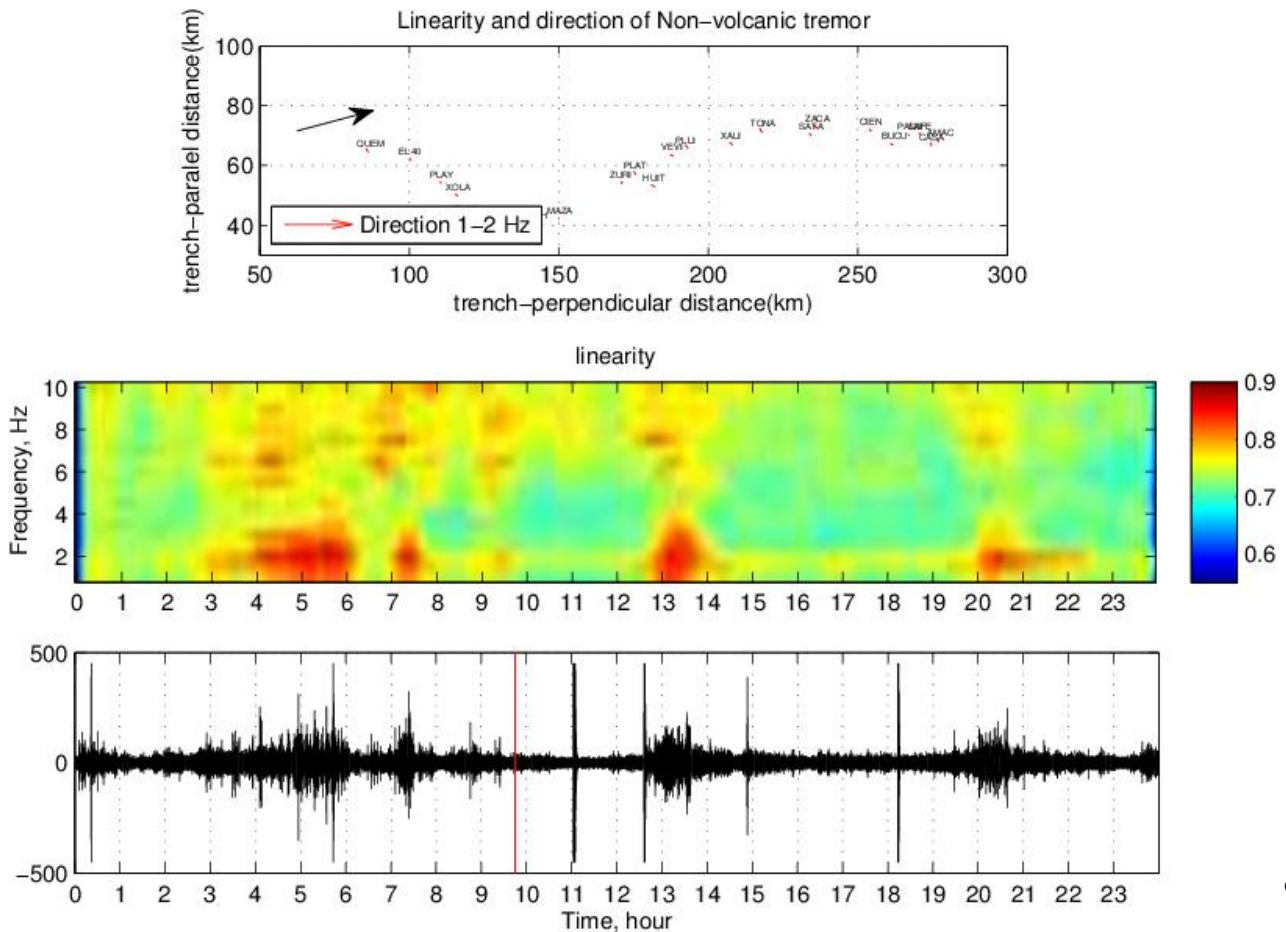 Linearity and direction of Non−volcanic tremor
trench−paralel distance(km)
100
80
60
40
QUEM
EL40
PLAY
XOLA
MAZA
ZURI
PLAT
HUIT
VEVI
PLLI
XALI
TONA
SATA
ZACA
CIEN
BUCU
Direction 1−2 Hz
50 100 150 200 250 300
trench−perpendicular distance(km)
linearity
Frequency, Hz
10
8
6
4
2
0 1 2 3 4 5 6 7 8 9 10 11 12 13 14 15 16 17 18 19 20 21 22 23
0.9
0.8
0.7
0.6
500
0
−500
0 1 2 3 4 5 6 7 8 9 10 11 12 13 14 15 16 17 18 19 20 21 22 23
Time, hour